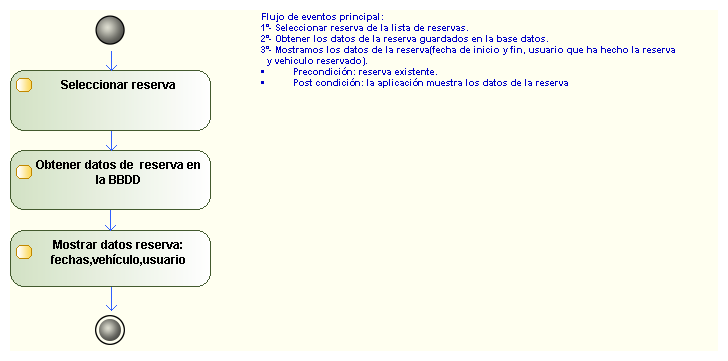 Flujo de eventos principal:
1º- Seleccionar reserva de la lista de reservas.
2º- Obtener los datos de la reserva guardados en la base datos.
3º- Mostramos los datos de la reserva(fecha de inicio y fin, usuario que ha hecho la reserva
y vehiculo reservado).
• Precondición: reserva existente.
• Post condición: la aplicación muestra los datos de la reserva
Seleccionar reserva
Obtener datos de reserva en
la BBDD
Mostrar datos reserva:
fechas,vehículo,usuario